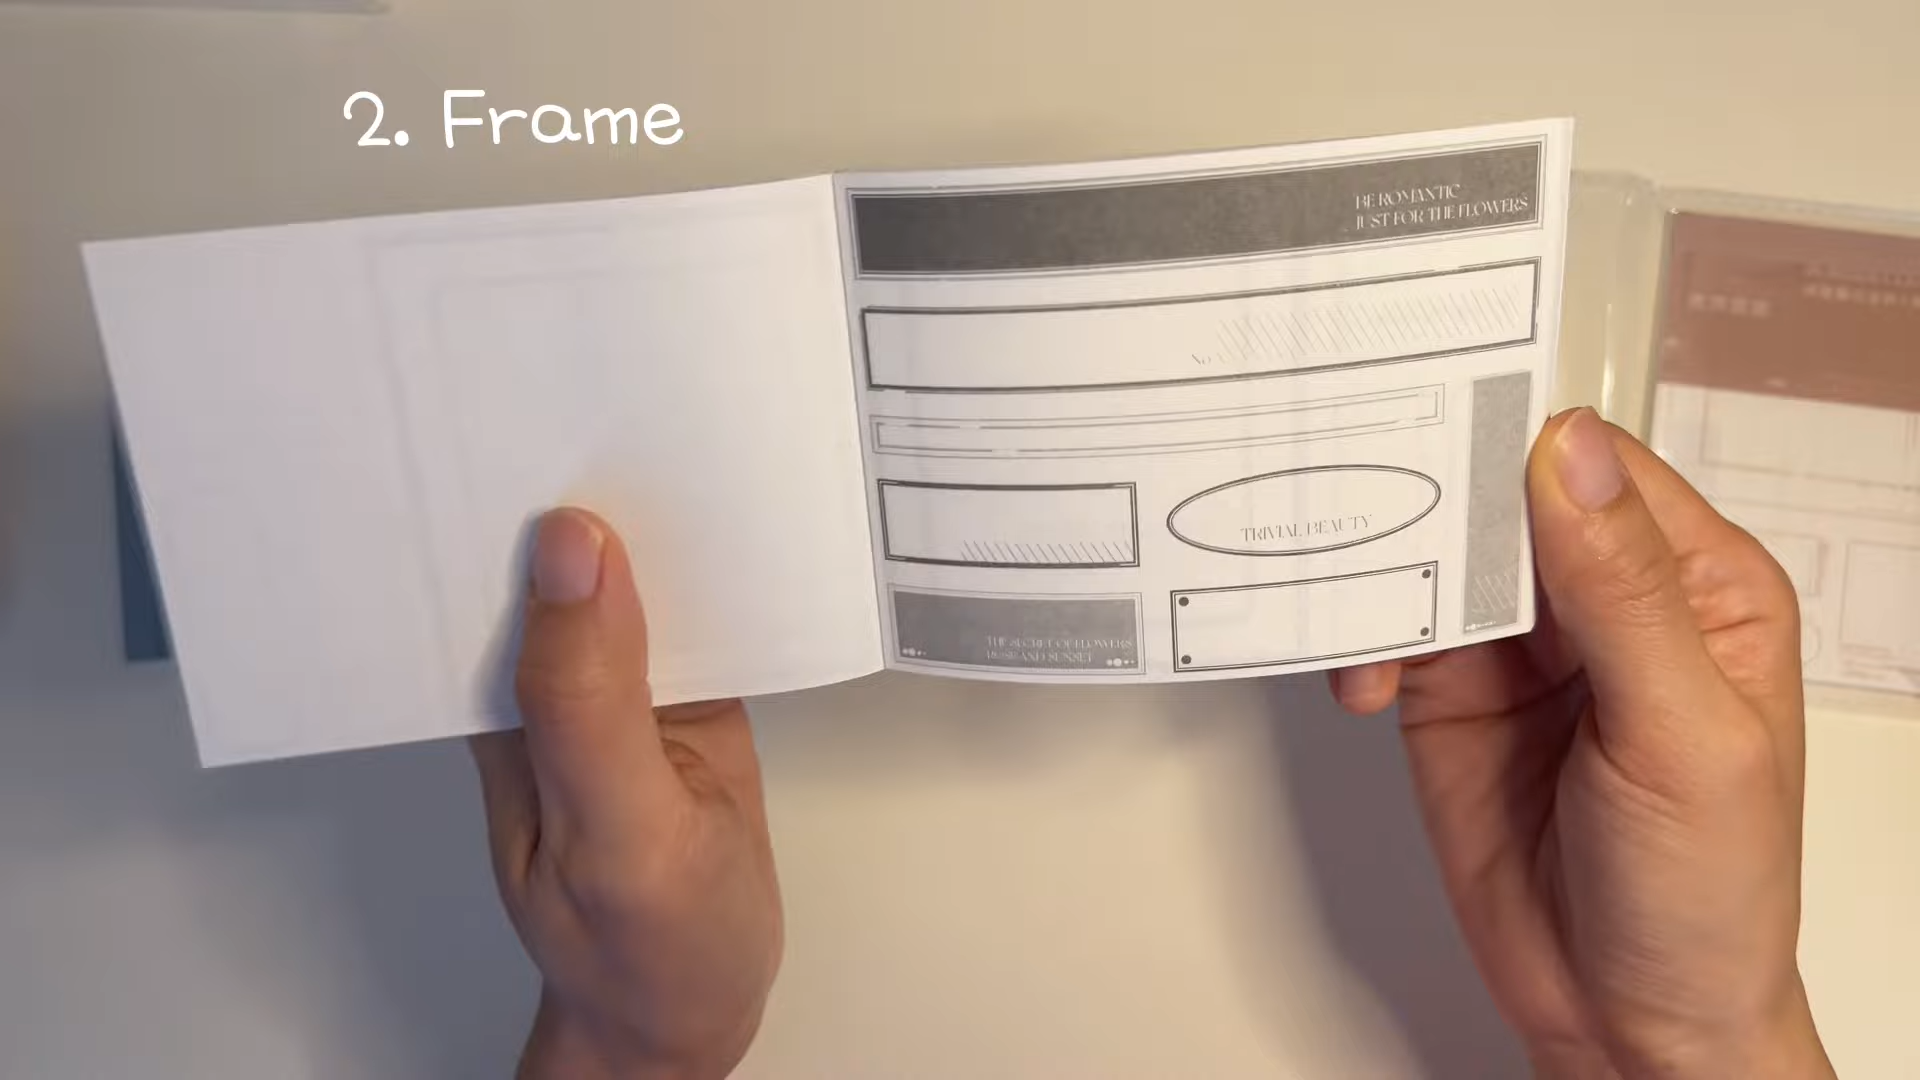 2. Frame
BE ROMANTIC
JUST FOR THE FLOWERS
No
TRIVIAL BEAUTY
THE SECRET OF FLOWERS
ROSE AND SUNSET